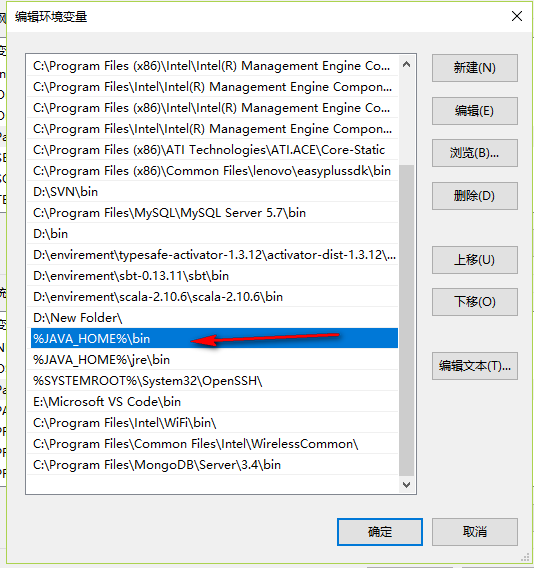 编辑环境变量
C:\Program Files (x86)\Intel\Intel(R) Management Engine Co...
C:\Program Files\Intel\Intel(R) Management Engine Compon...
C:\Program Files (x86)\Intel\Intel(R) Management Engine Co...
C:\Program Files\Intel\Intel(R) Management Engine Compon...
C:\Program Files (x86)\ATI Technologies\ATI.ACE\Core-Static
C:\Program Files (x86)\Common Files\lenovo\easyplussdk\bin
D:\SVN\bin
C:\Program Files\MySQL\MySQL Server 5.7\bin
D:\bin
D:\envirement\typesafe-activator-1.3.12\activator-dist-1.3.12\...
D:\envirement\sbt-0.13.11\sbt\bin
D:\envirement\scala-2.10.6\scala-2.10.6\bin
D:\New Folder\
%JAVA_HOME%\bin
%JAVA_HOME%\jre\bin
%SYSTEMROOT%\System32\OpenSSH\
E:\Microsoft VS Code\bin
C:\Program Files\Intel\WiFi\bin\
C:\Program Files\Common Files\Intel\WirelessCommon\
C:\Program Files\MongoDB\Server\3.4\bin
新建(N)
编辑(E)
浏览(B)...
删除(D)
上移(U)
下移(O)
编辑文本(T)...
确定
取消